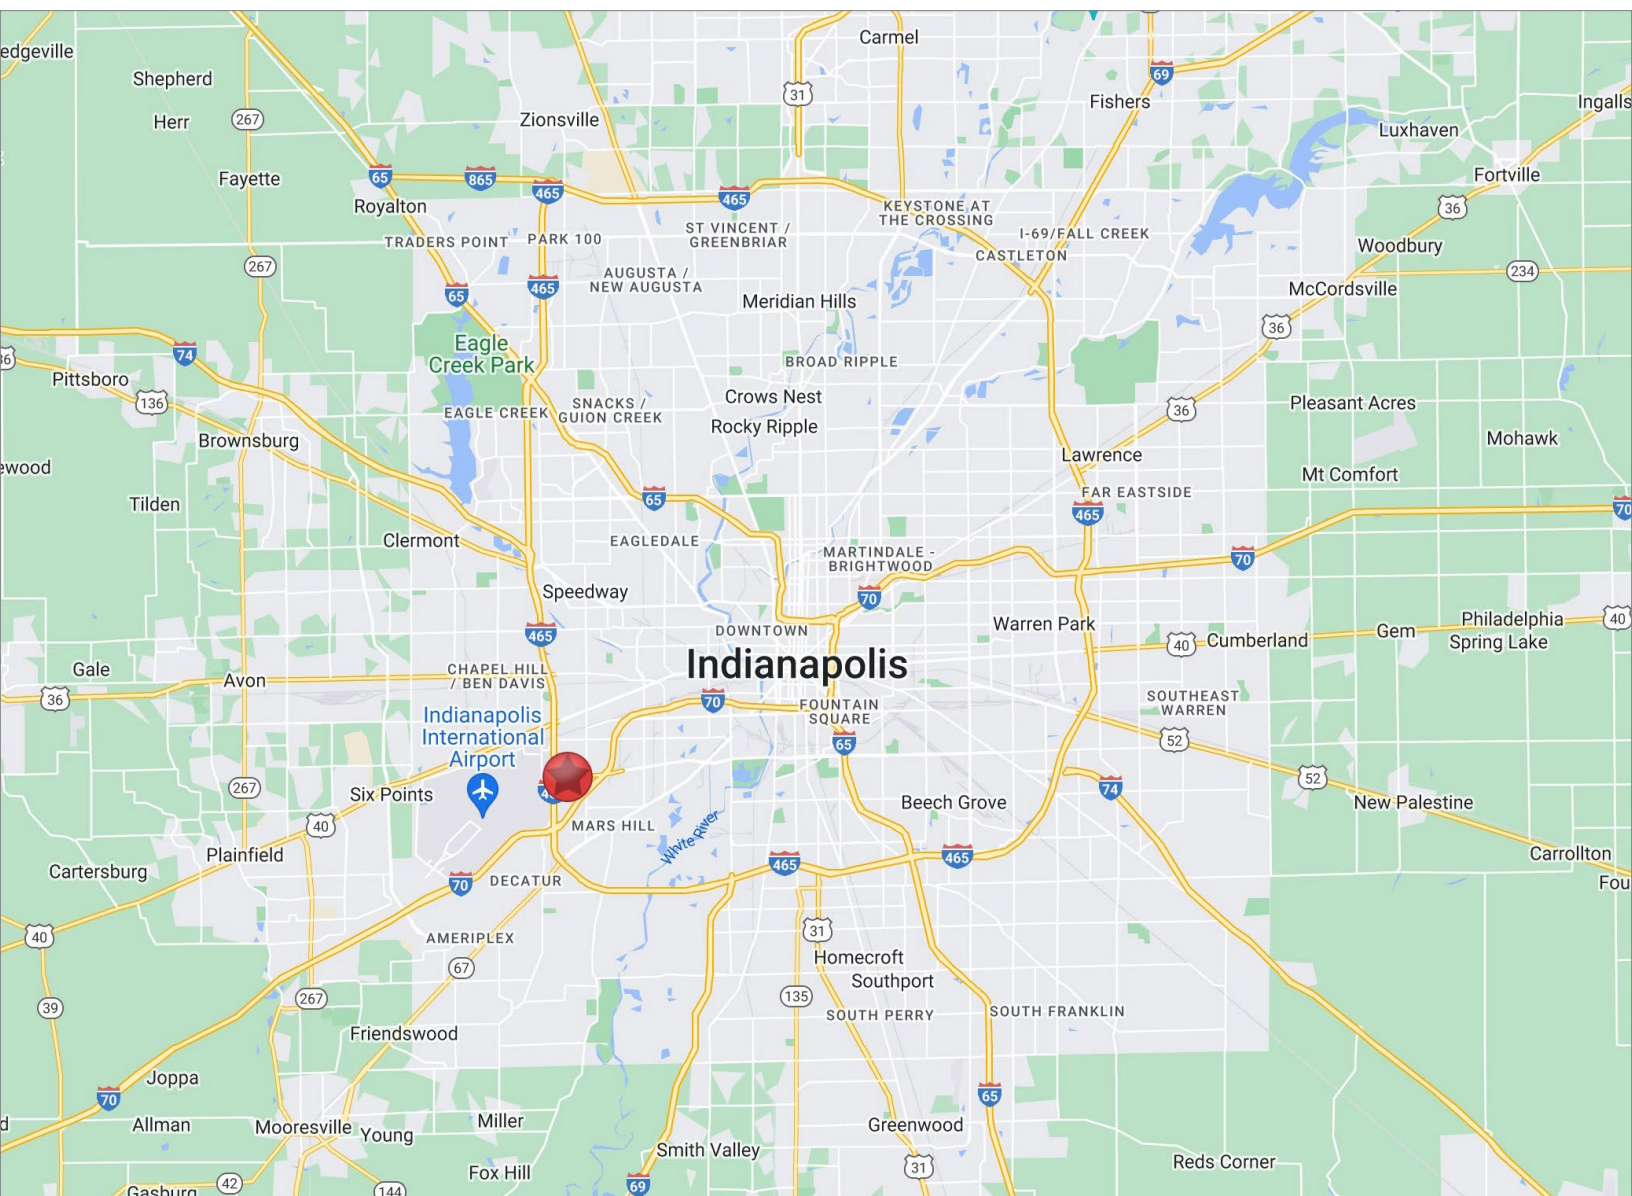 Carmel
edgeville
Shepherd
69
31
Fishers
Ingalls
Herr
267
Zionsville
Luxhaven
Fayette
65
865
465
465
Fortville
Royalton
KEYSTONE AT
THE CROSSING
36
TRADERS POINT
PARK 100
ST VINCENT /
GREENBRIAR
I-69/FALL CREEK
Woodbury
CASTLETON
267
AUGUSTA /
NEW AUGUSTA
234
65
465
Meridian Hills
McCordsville
36
Eagle
Creek Park
74
36
BROAD RIPPLE
Pittsboro
136
EAGLE CREEK
SNACKS /
GUION CREEK
Crows Nest
Pleasant Acres
36
Rocky Ripple
Brownsburg
Mohawk
Lawrence
ewood
Mt Comfort
65
FAR EASTSIDE
Tilden
465
70
Clermont
EAGLEDALE
MARTINDALE -
BRIGHTWOOD
70
Speedway
70
465
DOWNTOWN
Warren Park
40
Cumberland
Gem
Philadelphia
40
Spring Lake
Indianapolis
Gale
Avon
CHAPEL HILL
/ BEN DAVIS
36
70
FOUNTAIN
SQUARE
SOUTHEAST
WARREN
Indianapolis
International
Airport
65
52
52
267
Six Points
4
Beech Grove
74
New Palestine
40
MARS HILL
White River
Plainfield
Cartersburg
70
DECATUR
465
465
Carrollton
Fou
40
AMERIPLEX
31
67
Homecroft
Southport
39
267
135
SOUTH PERRY
SOUTH FRANKLIN
Friendswood
Joppa
70
65
d
Allman
Mooresville
Young
Miller
Greenwood
Smith Valley
31
Reds Corner
Fox Hill
Gasburg
42
144
69